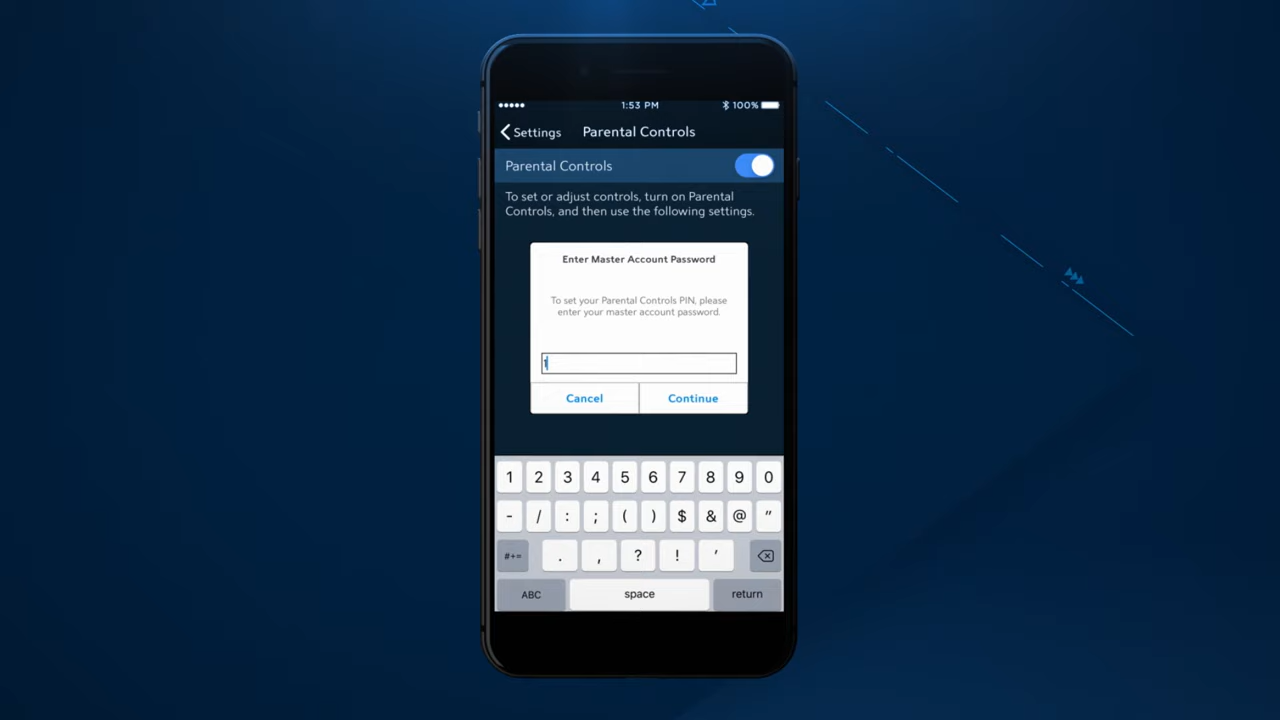 1:53 PM 100%
Settings Parental Controls
Parental Controls
To set or adjust controls, turn on Parental
Controls, and then use the following settings.
Enter Master Account Password
To set your Parental Controls PIN, please
enter your master account password.
Cancel Continue
1 2 3 4 5 6 7 8 9 0
- / : ; ( ) $ & @ "
#+= . , ? ! '
ABC space return